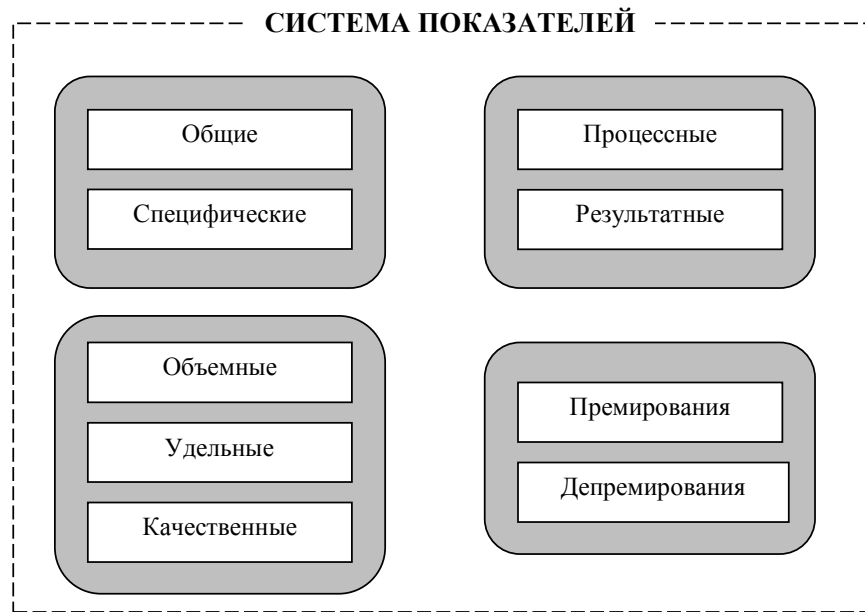 СИСТЕМА ПОКАЗАТЕЛЕЙ
Общие
Специфические
Процессные
Результатные
Объемные
Удельные
Качественные
Премирования
Депремирования